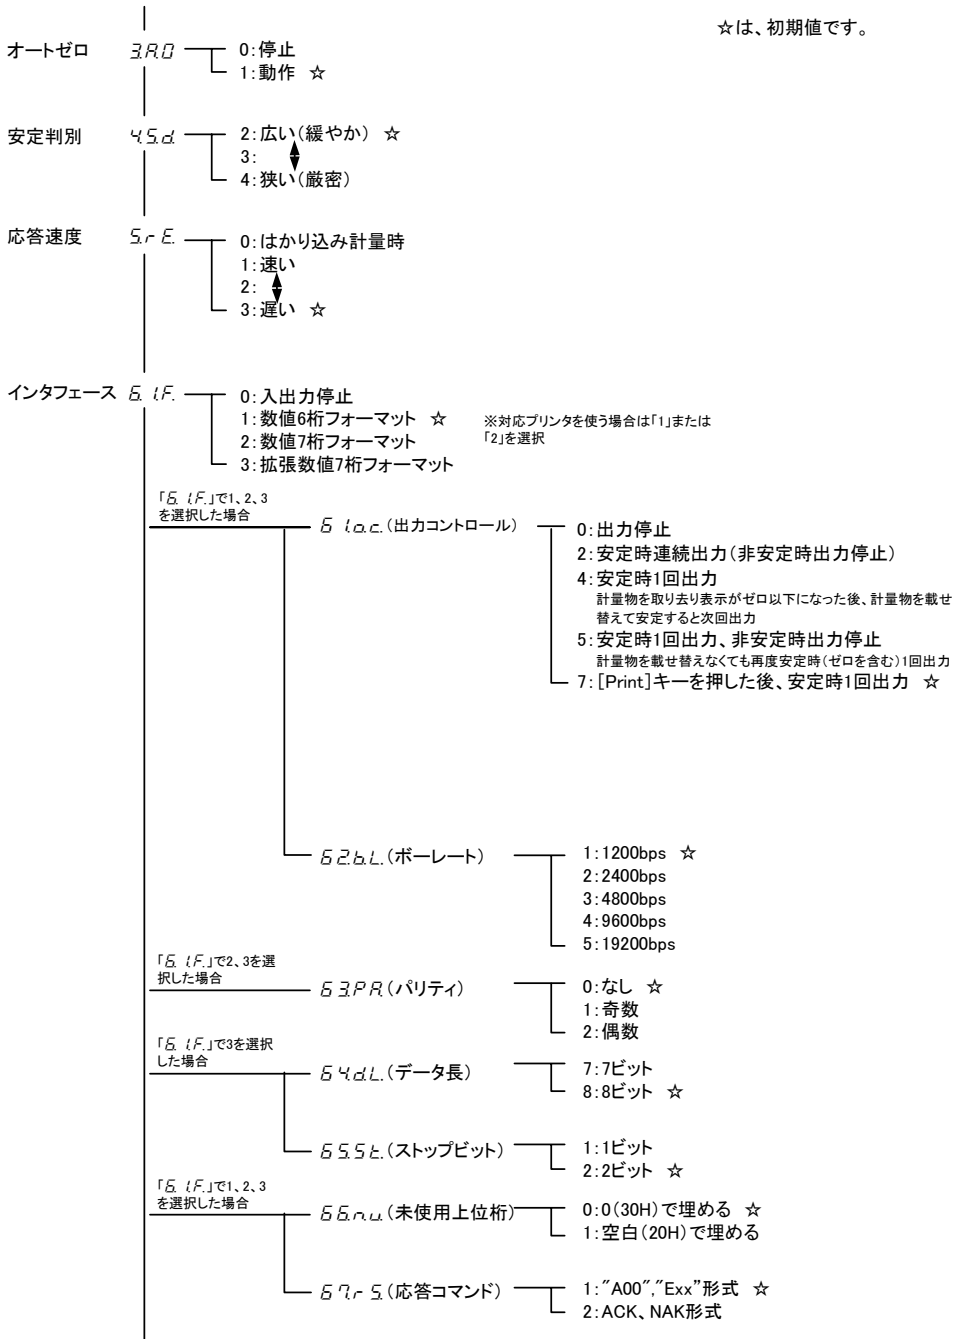 ☆は、初期値です。
オートゼロ 3.A.0 0:停止
1:動作 ☆
安定判別 4.S.d. 2:広い(緩やか) ☆
3:
4:狭い(厳密)
応答速度 5.r E. 0:はかり込み計量時
1:速い
2:
3:遅い ☆
インタフェース 6. I.F. 0:入出力停止
1:数値6桁フォーマット ☆
2:数値7桁フォーマット
3:拡張数値7桁フォーマット
※対応プリンタを使う場合は「1」または
「2」を選択
「6. I.F.」で1、2、3
を選択した場合
6 1.o.c.(出力コントロール) 0:出力停止
2:安定時連続出力(非安定時出力停止)
4:安定時1回出力
計量物を取り去り表示がゼロ以下になった後、計量物を載せ
替えて安定すると次回出力
5:安定時1回出力、非安定時出力停止
計量物を載せ替えなくても再度安定時(ゼロを含む)1回出力
7:[Print]キーを押した後、安定時1回出力 ☆
6 2.b.L.(ボーレート) 1:1200bps ☆
2:2400bps
3:4800bps
4:9600bps
5:19200bps
「6. I.F.」で2、3を選
択した場合
6 3.P A.(パリティ) 0:なし ☆
1:奇数
2:偶数
「6. I.F.」で3を選択
した場合
6 4.d.L.(データ長) 7:7ビット
8:8ビット ☆
6 5.S t.(ストップビット) 1:1ビット
2:2ビット ☆
「6. I.F.」で1、2、3
を選択した場合
6 6.n.u.(未使用上位桁) 0:0(30H)で埋める ☆
1:空白(20H)で埋める
6 7.r S.(応答コマンド) 1:"A00","Exx"形式 ☆
2:ACK、NAK形式